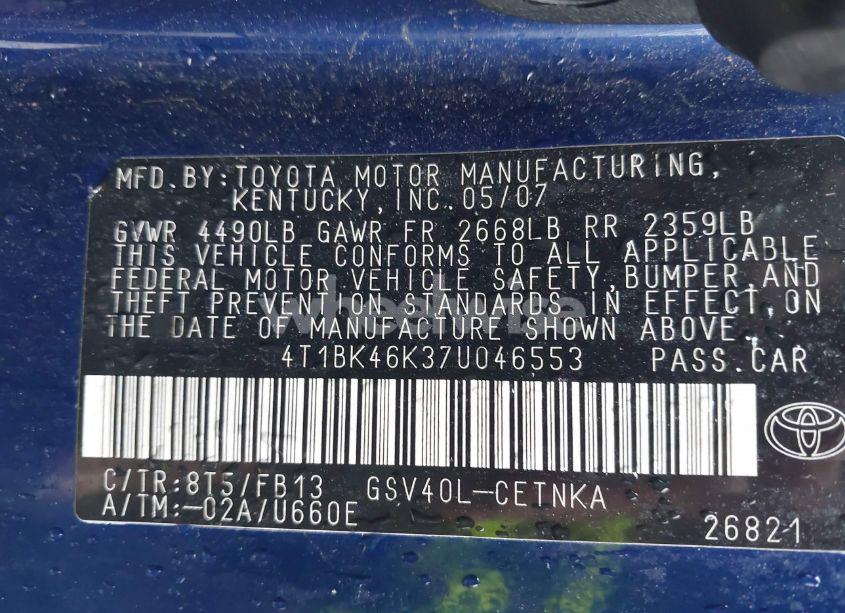 MFD.BY:TOYOTA MOTOR MANUFACTURING,
KENTUCKY,INC.05/07
GVWR 4490LB GAWR FR 2668LB RR 2359LB
THIS VEHICLE CONFORMS TO ALL APPLICABLE
FEDERAL MOTOR VEHICLE SAFETY,BUMPER,AND
THEFT PREVENTION STANDARDS IN EFFECT ON
THE DATE OF MANUFACTURE SHOWN ABOVE.
4T1BK46K37U046553 PASS.CAR
C/TR:8T5/FB13 GSV40L-CETNKA
A/TM:-02A/U660E
26821